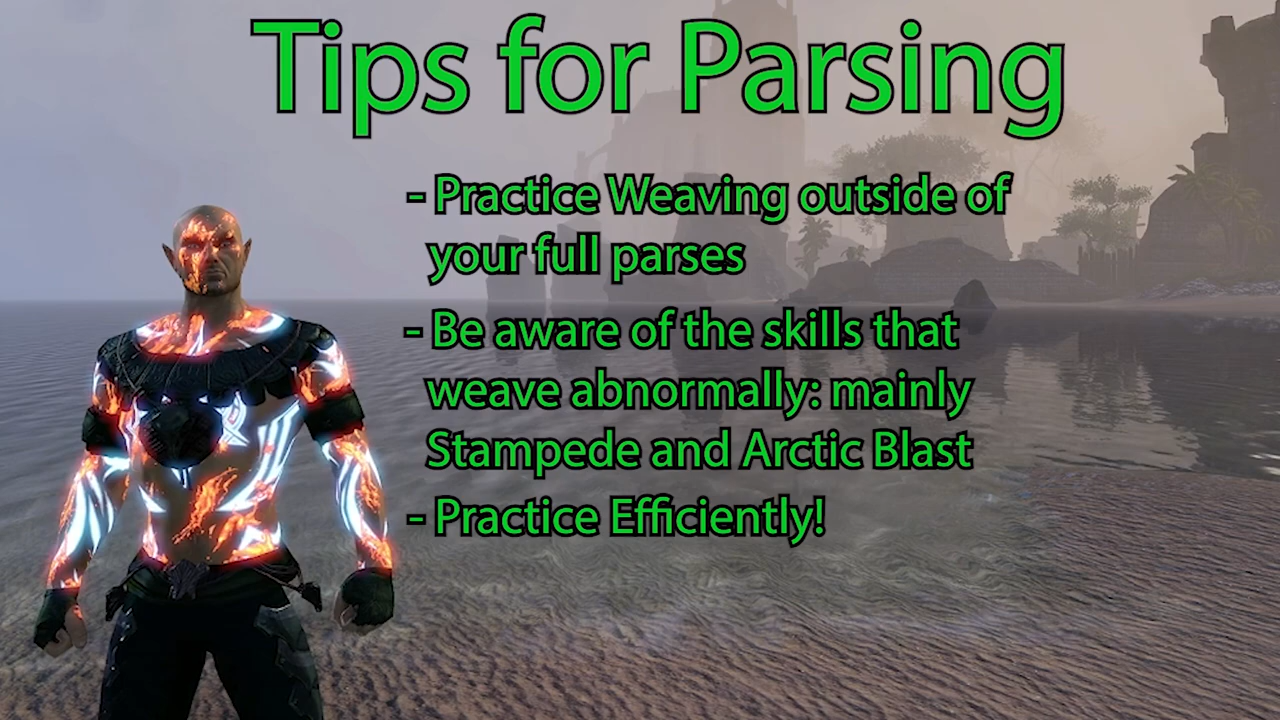 Tips for Parsing
- Practice Weaving outside of
your full parses
- Be aware of the skills that
weave abnormally: mainly
Stampede and Arctic Blast
- Practice Efficiently!